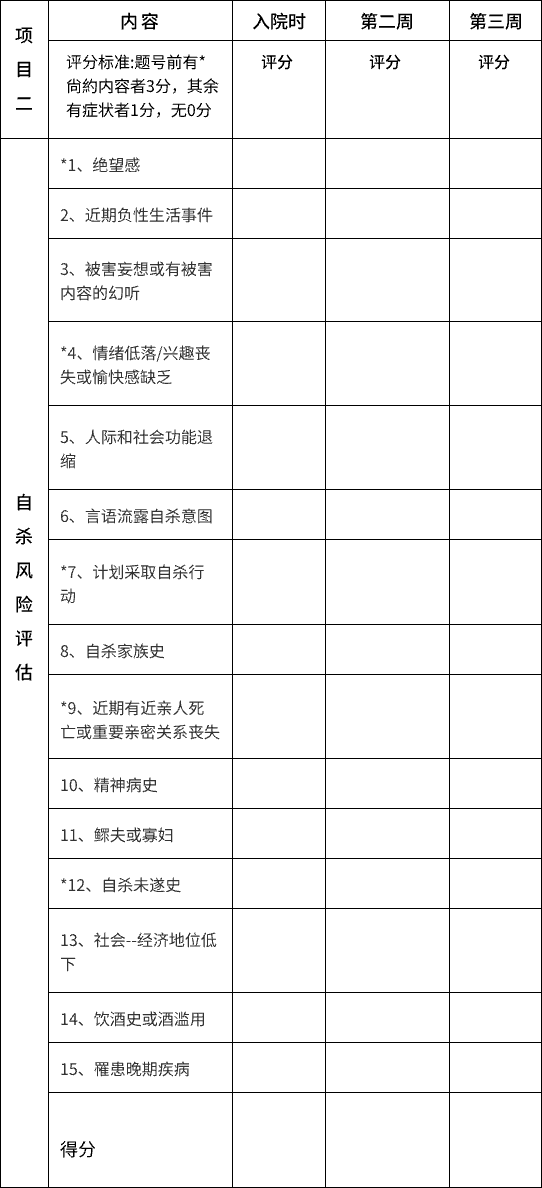 项目二
内容
入院时
第二周
第三周
评分标准:题号前有*
尚約内容者3分，其余
有症状者1分，无0分
评分
评分
评分
自杀风险评估
*1、绝望感
2、近期负性生活事件
3、被害妄想或有被害
内容的幻听
*4、情绪低落/兴趣丧
失或愉快感缺乏
5、人际和社会功能退
缩
6、言语流露自杀意图
*7、计划采取自杀行
动
8、自杀家族史
*9、近期有近亲人死
亡或重要亲密关系丧失
10、精神病史
11、鳏夫或寡妇
*12、自杀未遂史
13、社会--经济地位低
下
14、饮酒史或酒滥用
15、罹患晚期疾病
得分